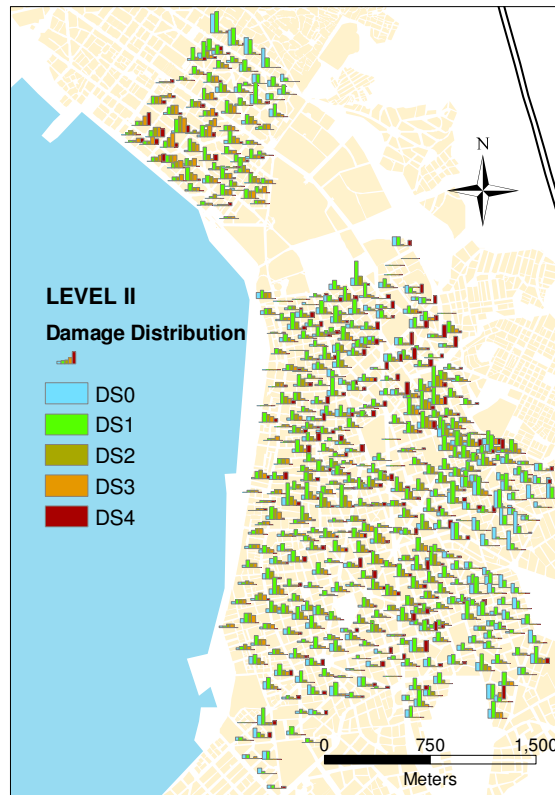 N
LEVEL II
Damage Distribution
DS0
DS1
DS2
DS3
DS4
0 750 1,500
Meters